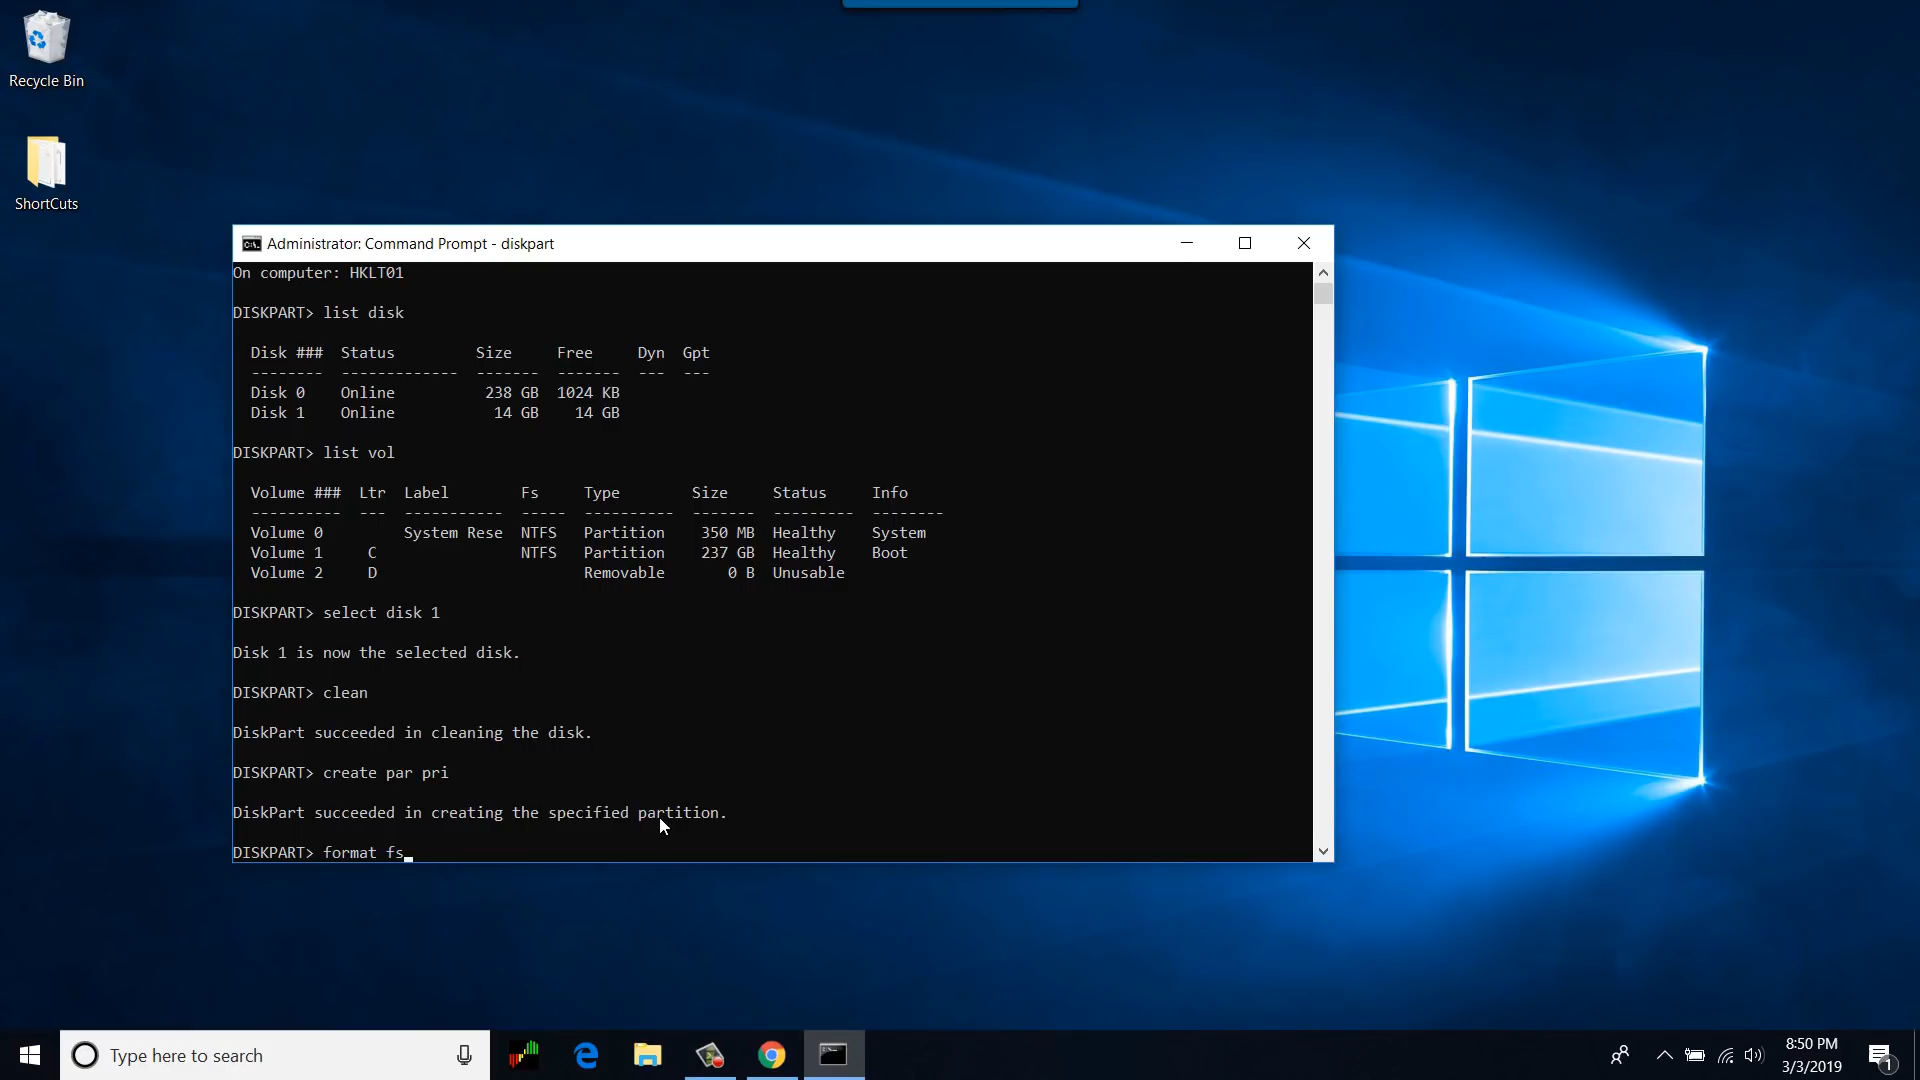 Recycle Bin
ShortCuts
Administrator: Command Prompt - diskpart
On computer: HKLT01
DISKPART> list disk
Disk ### Status Size Free Dyn Gpt
-------- ------------- ------- ------- --- ---
Disk 0 Online 238 GB 1024 KB
Disk 1 Online 14 GB 14 GB
DISKPART> list vol
Volume ### Ltr Label Fs Type Size Status Info
---------- --- ----------- ----- ---------- ------- --------- --------
Volume 0 System Rese NTFS Partition 350 MB Healthy System
Volume 1 C NTFS Partition 237 GB Healthy Boot
Volume 2 D Removable 0 B Unusable
DISKPART> select disk 1
Disk 1 is now the selected disk.
DISKPART> clean
DiskPart succeeded in cleaning the disk.
DISKPART> create par pri
DiskPart succeeded in creating the specified partition.
DISKPART> format fs_
Type here to search
8:50 PM
3/3/2019
1